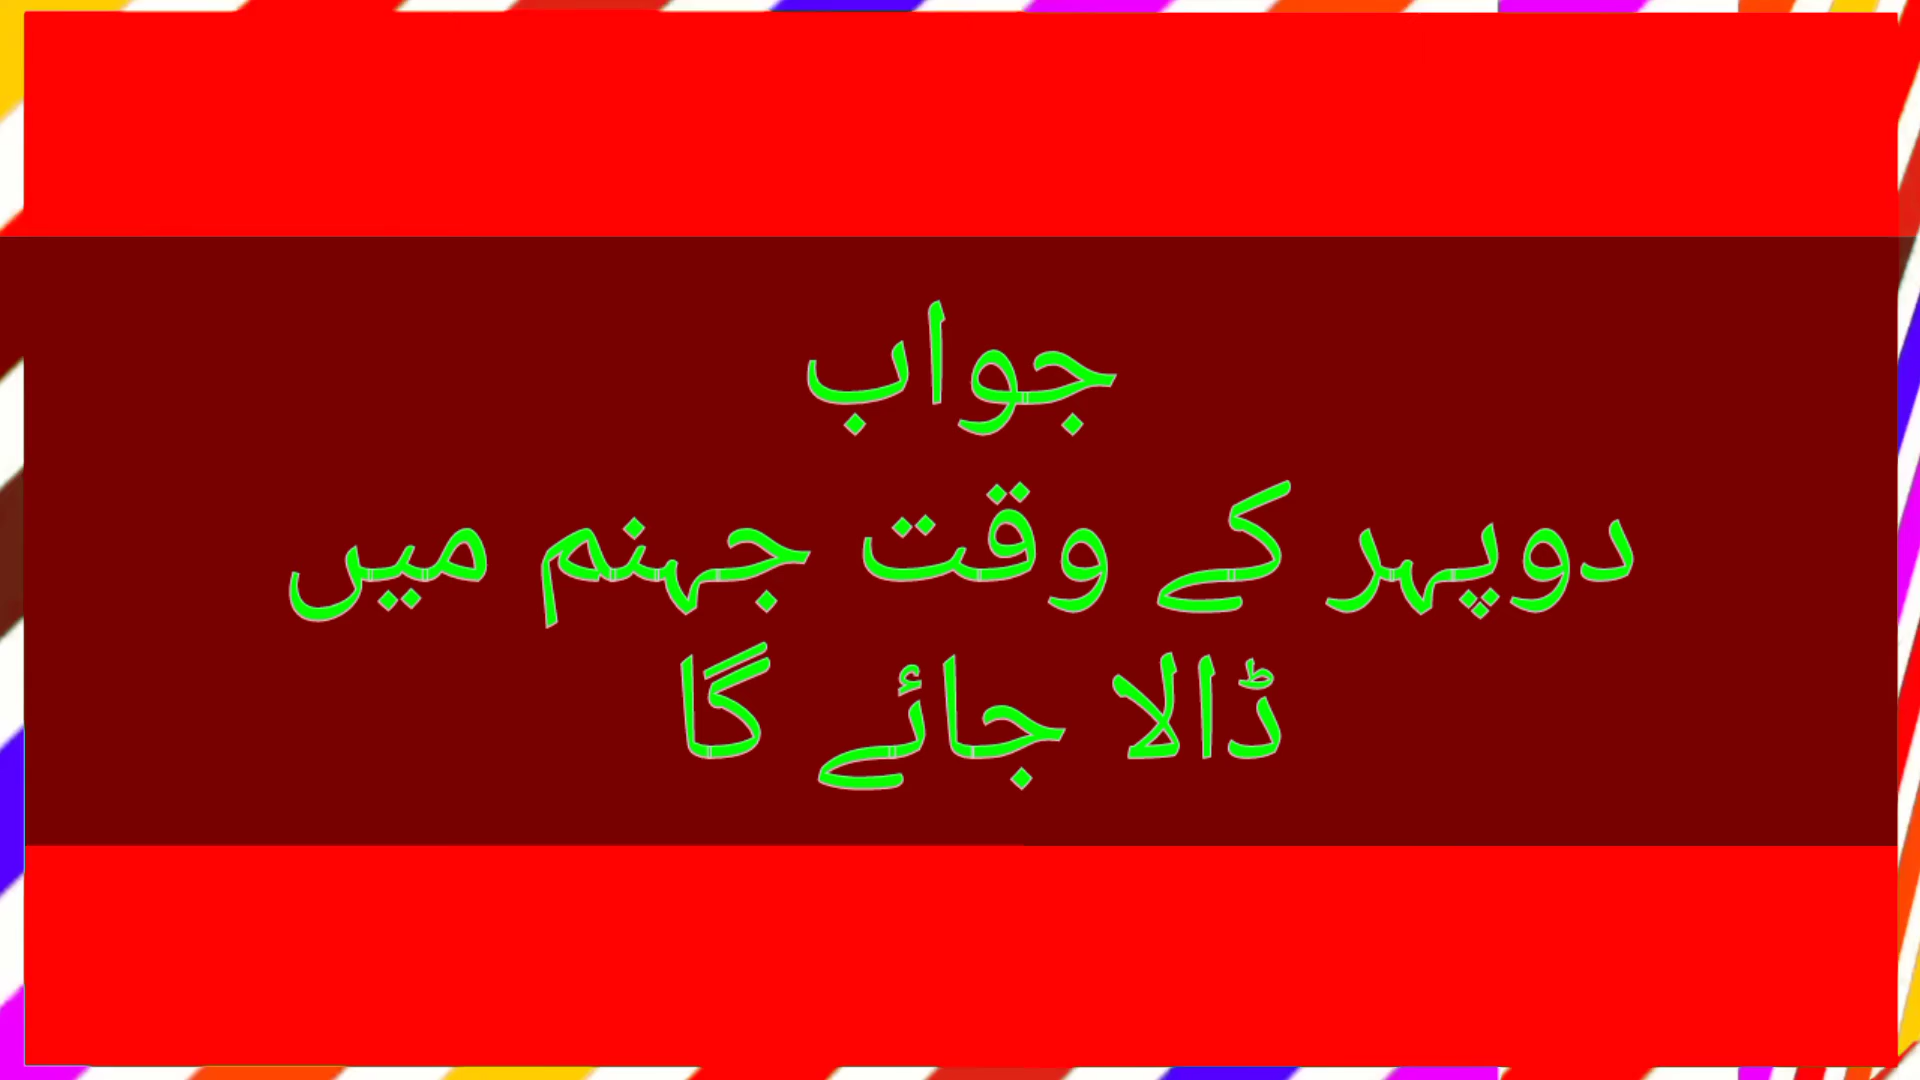 جواب
دوپہر کے وقت جہنم میں
ڈالا جائے گا